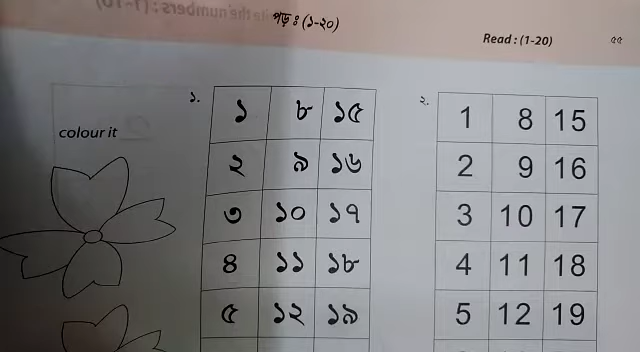 পড় : (১-২০)
Read : (1-20)
৫৫
colour it
১.
১ ৮ ১৫
২ ৯ ১৬
৩ ১০ ১৭
৪ ১১ ১৮
৫ ১২ ১৯
২.
1 8 15
2 9 16
3 10 17
4 11 18
5 12 19